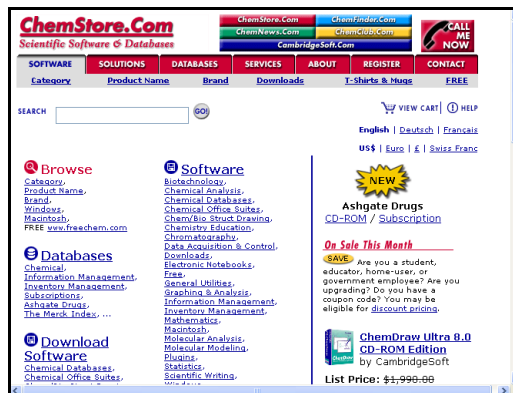 ChemStore.Com
Scientific Software & Databases
ChemStore.Com ChemFinder.Com
ChemNews.Com ChemClub.Com
CambridgeSoft.Com
CALL
ME
NOW
SOFTWARE SOLUTIONS DATABASES SERVICES ABOUT REGISTER CONTACT
Category Product Name Brand Downloads T-Shirts & Mugs FREE
SEARCH GO! VIEW CART HELP
English | Deutsch | Français
US$ | Euro | £ | Swiss Franc
Browse
Category,
Product Name,
Brand,
Windows,
Macintosh,
FREE www.freechem.com
Databases
Chemical,
Information Management,
Inventory Management,
Subscriptions,
Ashgate Drugs,
The Merck Index, ...
Download
Software
Chemical Databases,
Chemical Office Suites,
Software
Biotechnology,
Chemical Analysis,
Chemical Databases,
Chemical Office Suites,
Chem/Bio Struct Drawing,
Chemistry Education,
Chromatography,
Data Acquisition & Control,
Downloads,
Electronic Notebooks,
Free,
General Utilities,
Graphing & Analysis,
Information Management,
Inventory Management,
Mathematics,
Macintosh,
Molecular Analysis,
Molecular Modeling,
Plugins,
Statistics,
Scientific Writing,
NEW
Ashgate Drugs
CD-ROM / Subscription
On Sale This Month
SAVE Are you a student,
educator, home-user, or
government employee? Are you
upgrading? Do you have a
coupon code? You may be
eligible for discount pricing.
ChemDraw Ultra 8.0
CD-ROM Edition
by CambridgeSoft
List Price: $1,990.00